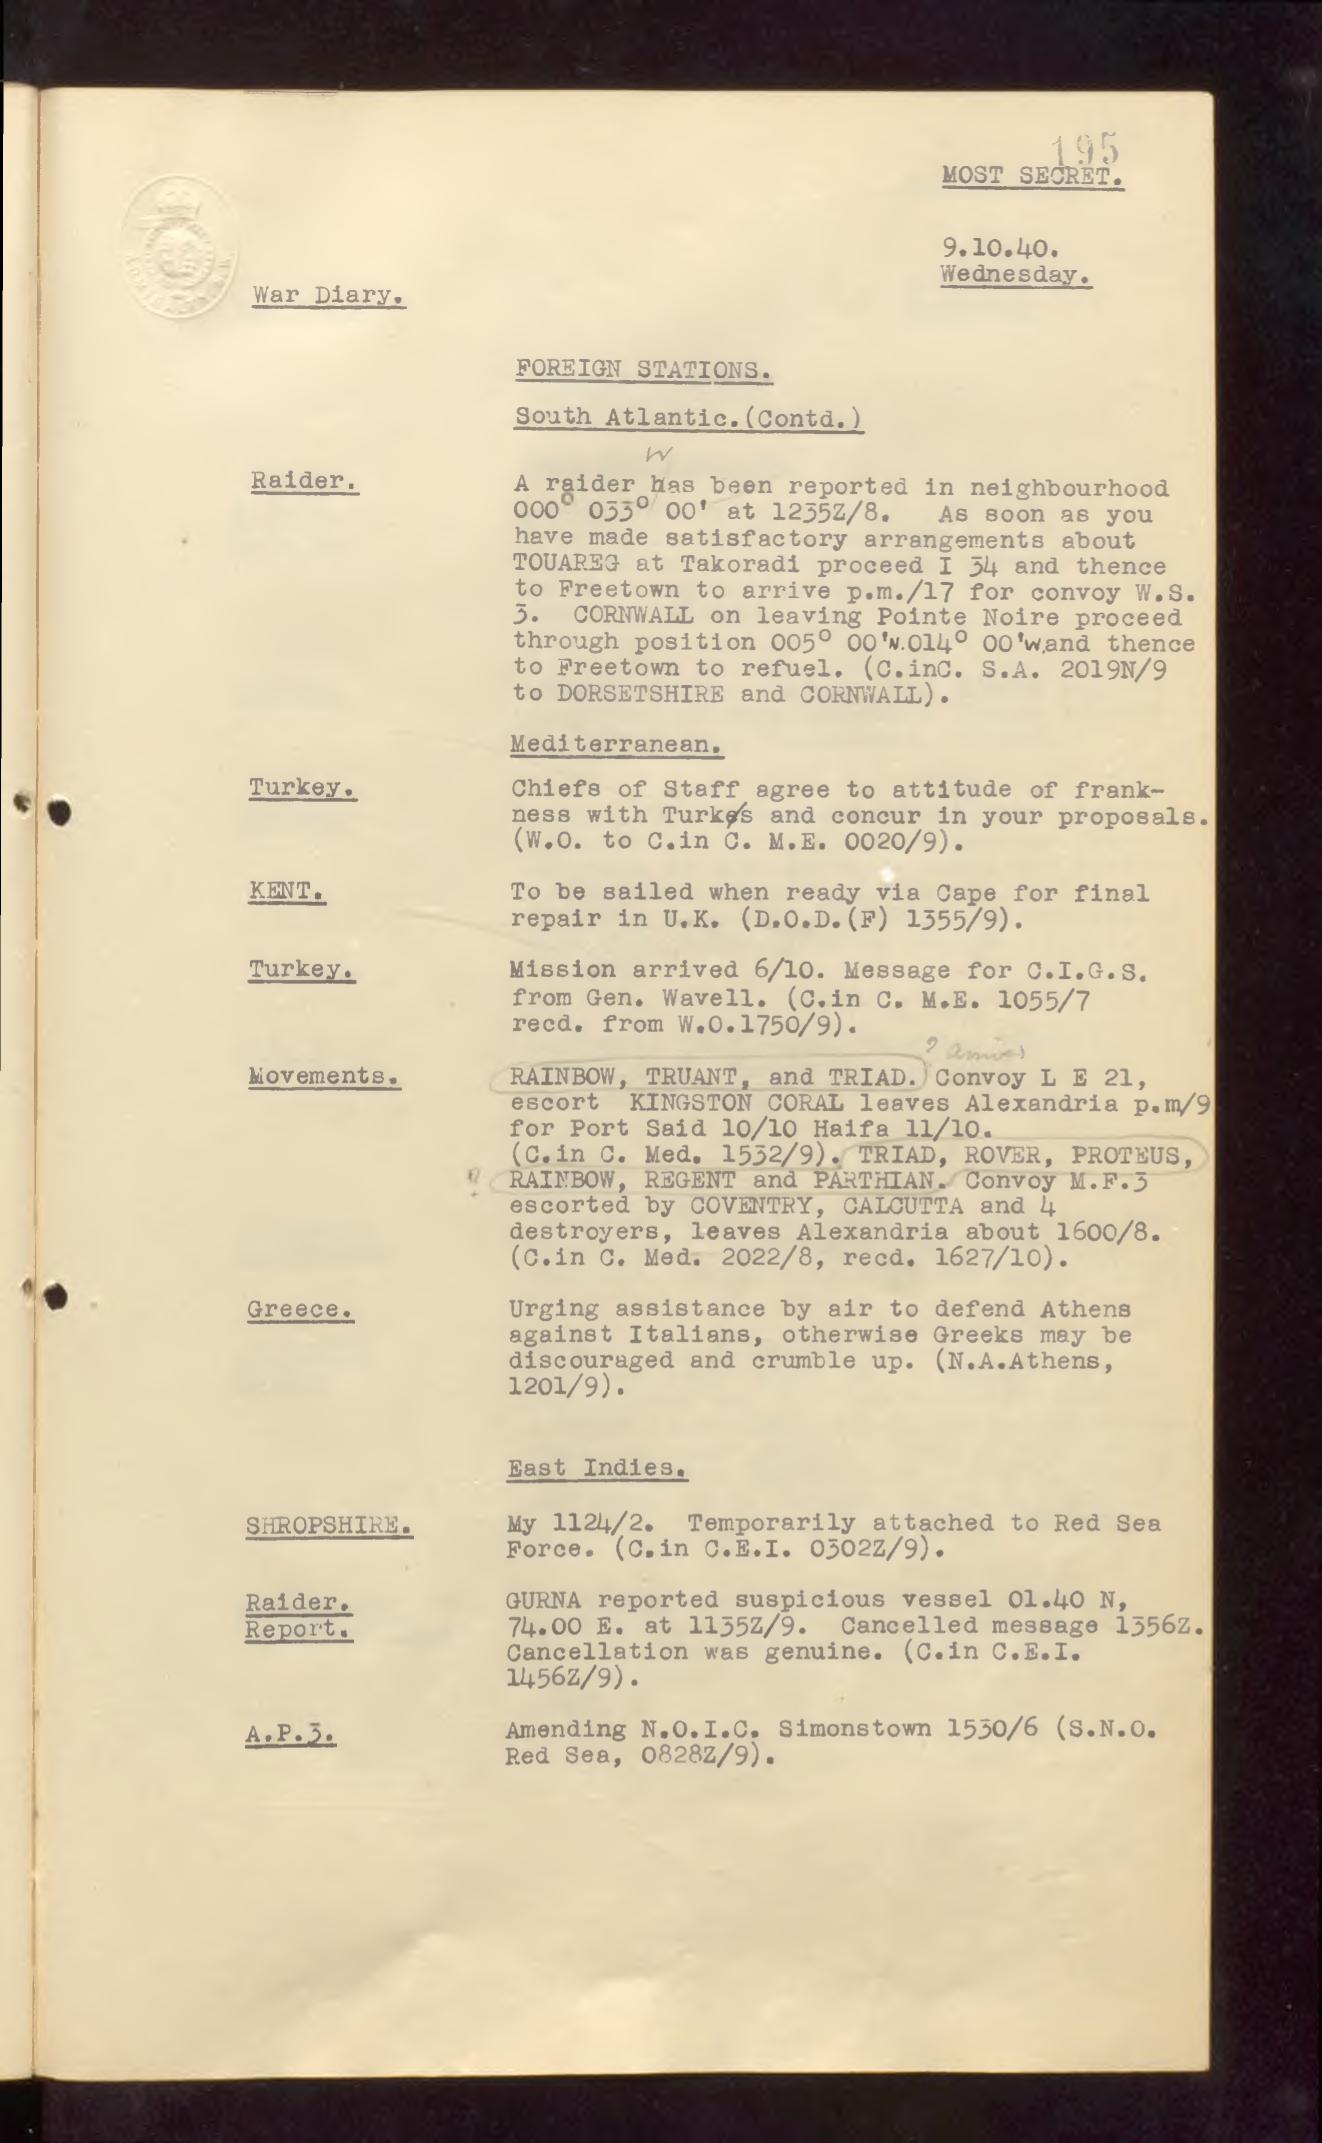 195
MOST SECRET.
9.10.40.
Wednesday.
War Diary.
FOREIGN STATIONS.
South Atlantic.(Contd.)
W
Raider. A raider has been reported in neighbourhood
000° 033° 00' at 1235Z/8. As soon as you
have made satisfactory arrangements about
TOUAREG at Takoradi proceed I 34 and thence
to Freetown to arrive p.m./17 for convoy W.S.
3. CORNWALL on leaving Pointe Noire proceed
through position 005° 00'N.014° 00'W.and thence
to Freetown to refuel. (C.inC. S.A. 2019N/9
to DORSETSHIRE and CORNWALL).
Mediterranean.
Turkey. Chiefs of Staff agree to attitude of frank-
ness with Turks and concur in your proposals.
(W.O. to C.in C. M.E. 0020/9).
KENT. To be sailed when ready via Cape for final
repair in U.K. (D.O.D.(F) 1355/9).
Turkey. Mission arrived 6/10. Message for C.I.G.S.
from Gen. Wavell. (C.in C. M.E. 1055/7
recd. from W.O.1750/9).
?
Movements. RAINBOW, TRUANT, and TRIAD. Convoy L E 21,
escort KINGSTON CORAL leaves Alexandria p.m/9
for Port Said 10/10 Haifa 11/10.
(C.in C. Med. 1532/9). TRIAD, ROVER, PROTEUS,
? RAINBOW, REGENT and PARTHIAN. Convoy M.F.3
escorted by COVENTRY, CALCUTTA and 4
destroyers, leaves Alexandria about 1600/8.
(C.in C. Med. 2022/8, recd. 1627/10).
Greece. Urging assistance by air to defend Athens
against Italians, otherwise Greeks may be
discouraged and crumble up. (N.A.Athens,
1201/9).
East Indies.
SHROPSHIRE. My 1124/2. Temporarily attached to Red Sea
Force. (C.in C.E.I. 0302Z/9).
Raider. GURNA reported suspicious vessel 01.40 N,
Report. 74.00 E. at 1135Z/9. Cancelled message 1356Z.
Cancellation was genuine. (C.in C.E.I.
1456Z/9).
A.P.3. Amending N.O.I.C. Simonstown 1530/6 (S.N.O.
Red Sea, 0828Z/9).